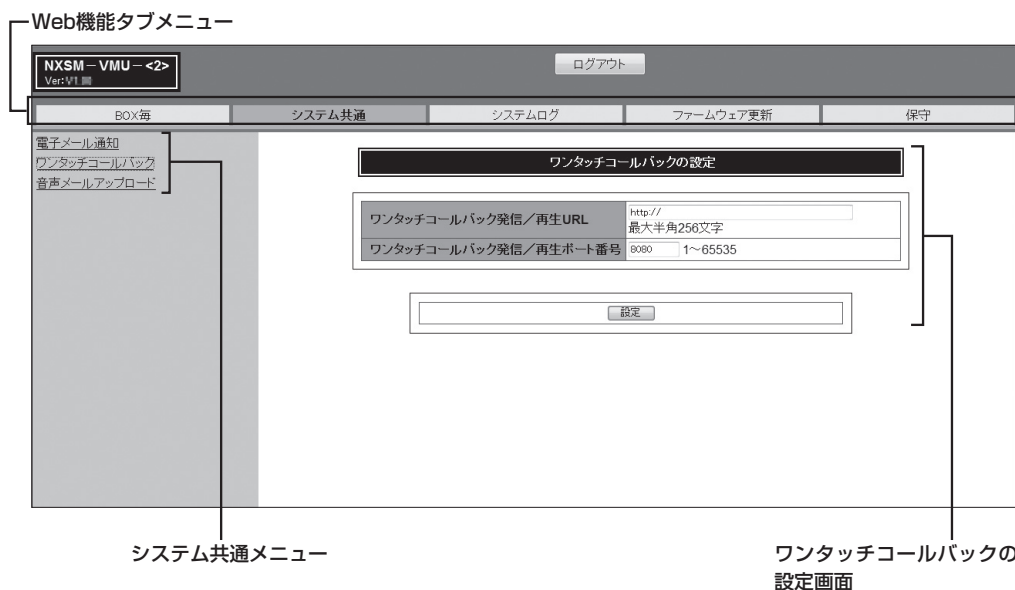 Web機能タブメニュー
NXSM－VMU－<2>
Ver:V1.
ログアウト
BOX毎
システム共通
システムログ
ファームウェア更新
保守
電子メール通知
ワンタッチコールバック
音声メールアップロード
ワンタッチコールバックの設定
ワンタッチコールバック発信／再生URL
http://
最大半角256文字
ワンタッチコールバック発信／再生ポート番号
8080
1～65535
設定
システム共通メニュー
ワンタッチコールバックの
設定画面